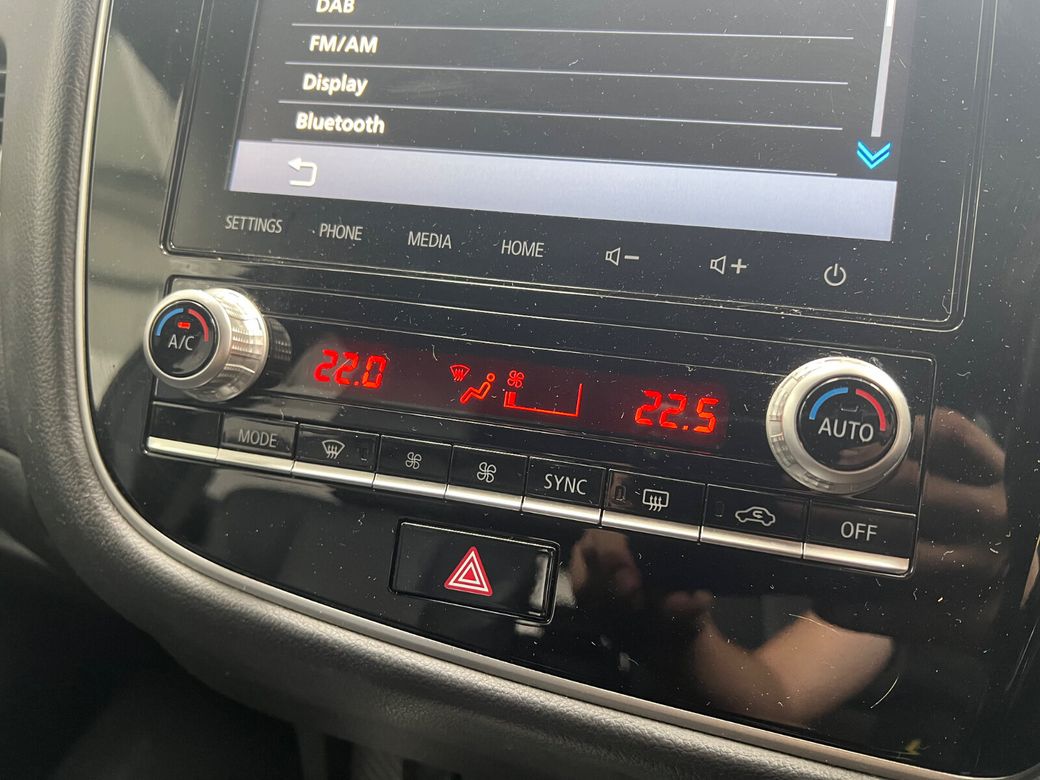 DAB
FM/AM
Display
Bluetooth
SETTINGS PHONE MEDIA HOME
A/C 22.0 22.5 AUTO
MODE SYNC OFF